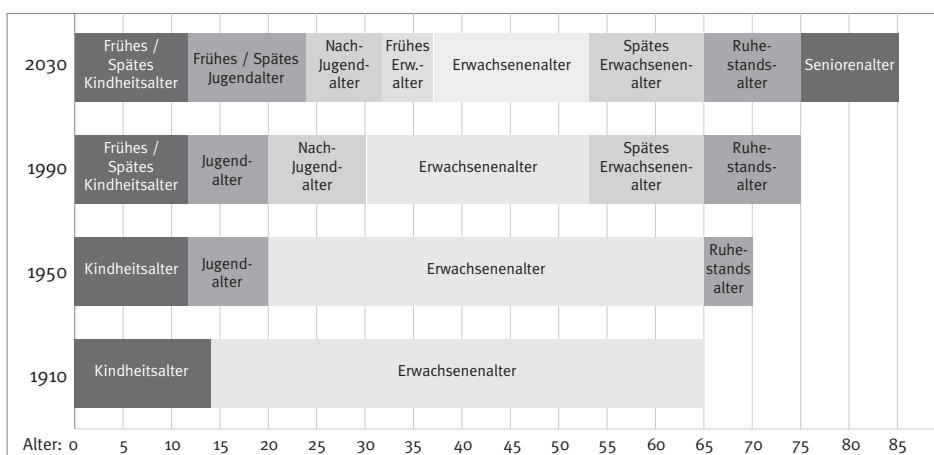 2030
Frühes /
Spätes
Kindheitsalter
Frühes / Spätes
Jugendalter
Nach-
Jugend-
alter
Frühes
Erw.-
alter
Erwachsenenalter
Spätes
Erwachsenen-
alter
Ruhe-
stands-
alter
Seniorenalter
1990
Frühes /
Spätes
Kindheitsalter
Jugend-
alter
Nach-
Jugend-
alter
Erwachsenenalter
Spätes
Erwachsenen-
alter
Ruhe-
stands-
alter
1950
Kindheitsalter
Jugend-
alter
Erwachsenenalter
Ruhe-
stands
alter
1910
Kindheitsalter
Erwachsenenalter
Alter: 0 5 10 12 20 25 30 35 40 45 50 55 60 65 70 75 80 85